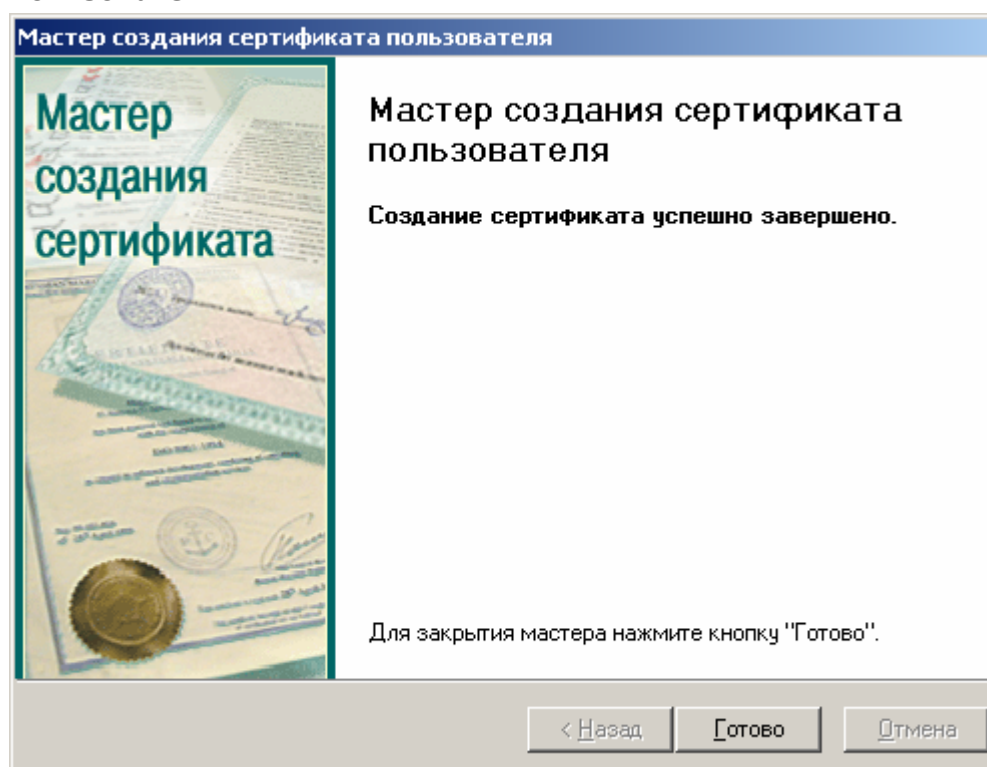 Мастер создания сертификата пользователя
Мастер
создания
сертификата
Мастер создания сертификата
пользователя
Создание сертификата успешно завершено.
Для закрытия мастера нажмите кнопку "Готово".
< Назад
Готово
Отмена